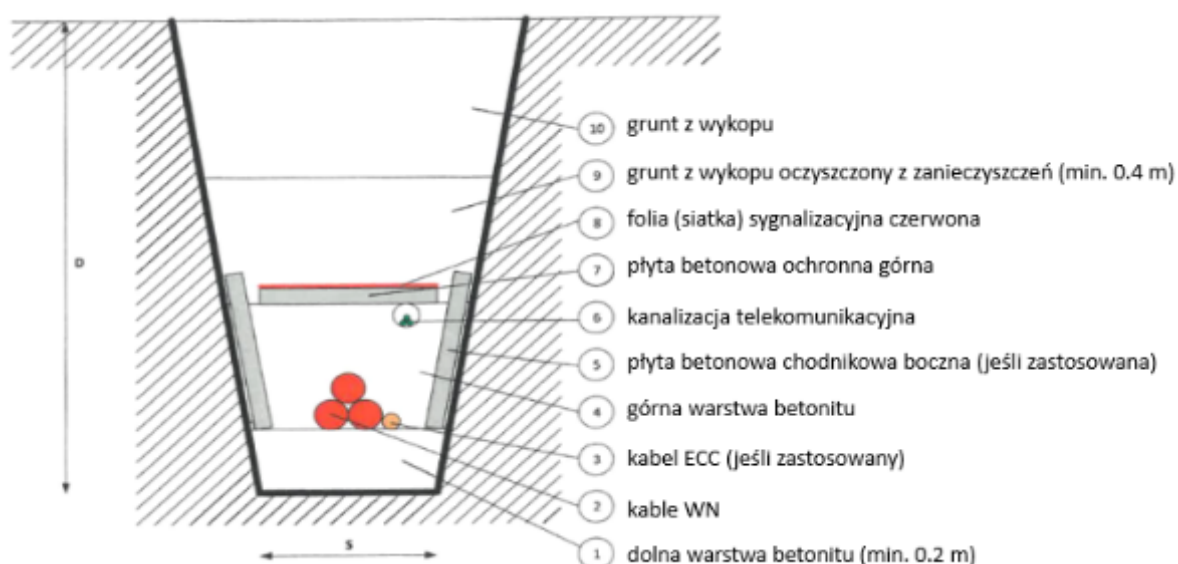 D
10 grunt z wykopu
9 grunt z wykopu oczyszczony z zanieczyszczeń (min. 0.4 m)
8 folia (siatka) sygnalizacyjna czerwona
7 płyta betonowa ochronna górna
6 kanalizacja telekomunikacyjna
5 płyta betonowa chodnikowa boczna (jeśli zastosowana)
4 górna warstwa betonitu
3 kabel ECC (jeśli zastosowany)
2 kable WN
S
1 dolna warstwa betonitu (min. 0.2 m)